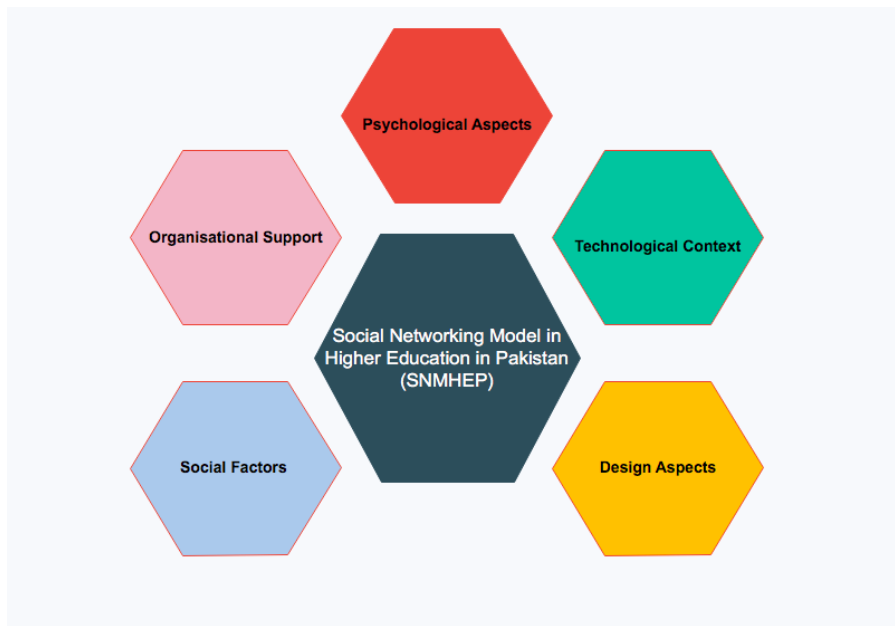 Psychological Aspects
Organisational Support
Technological Context
Social Networking Model in
Higher Education in Pakistan
(SNMHEP)
Social Factors
Design Aspects